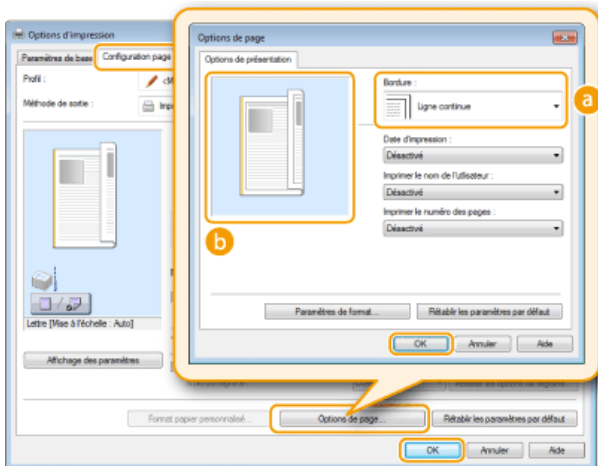 Options d'impression
Paramètres de base
Configuration page
Profil :
Méthode de sortie :
Lettre [Mise à l'échelle : Auto]
Affichage des paramètres
Format papier personnalisé...
Options de page...
Rétablir les paramètres par défaut
OK
Annuler
Aide
Options de page
Options de présentation
Bordure :
Ligne continue
a
Date d'impression :
Désactivé
Imprimer le nom de l'utilisateur :
Désactivé
Imprimer le numéro des pages :
Désactivé
b
Paramètres de format...
Rétablir les paramètres par défaut
OK
Annuler
Aide